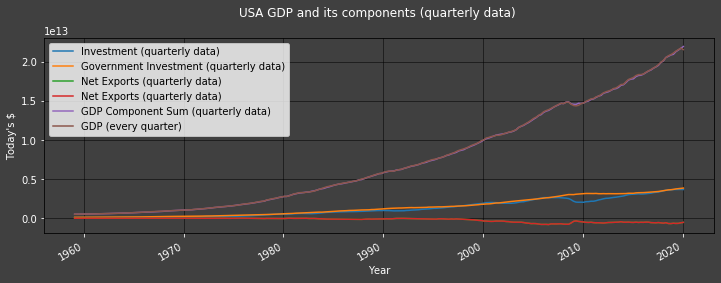 USA GDP and its components (quarterly data)
1e13
Investment (quarterly data)
Government Investment (quarterly data)
Net Exports (quarterly data)
Net Exports (quarterly data)
GDP Component Sum (quarterly data)
GDP (every quarter)
2.0
1.5
1.0
0.5
0.0
Today's $
1960
1970
1980
1990
2000
2010
2020
Year